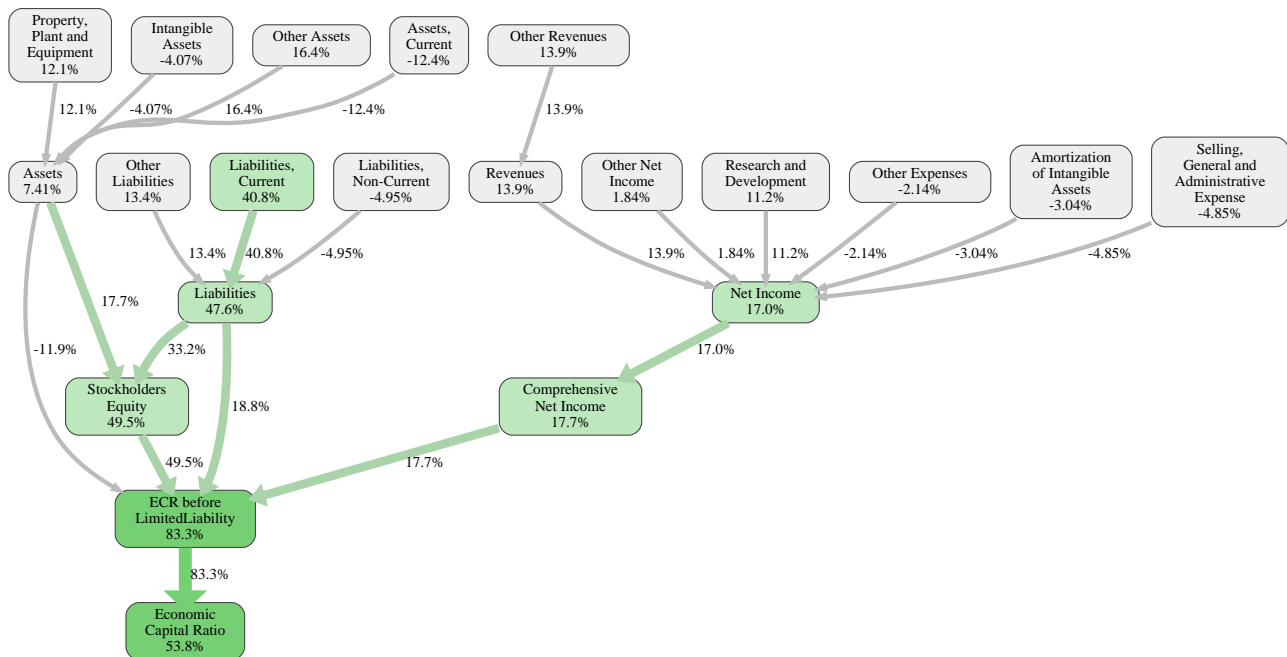 Property,
Plant and
Equipment
12.1%
Intangible
Assets
-4.07%
Other Assets
16.4%
Assets,
Current
-12.4%
Other Revenues
13.9%
12.1%
-4.07%
16.4%
-12.4%
13.9%
Assets
7.41%
Other
Liabilities
13.4%
Liabilities,
Current
40.8%
Liabilities,
Non-Current
-4.95%
Revenues
13.9%
Other Net
Income
1.84%
Research and
Development
11.2%
Other Expenses
-2.14%
Amortization
of Intangible
Assets
-3.04%
Selling,
General and
Administrative
Expense
-4.85%
13.4%
40.8%
-4.95%
13.9%
1.84%
11.2%
-2.14%
-3.04%
-4.85%
Liabilities
47.6%
Net Income
17.0%
17.7%
-11.9%
33.2%
18.8%
17.0%
Stockholders
Equity
49.5%
Comprehensive
Net Income
17.7%
49.5%
17.7%
ECR before
LimitedLiability
83.3%
83.3%
Economic
Capital Ratio
53.8%